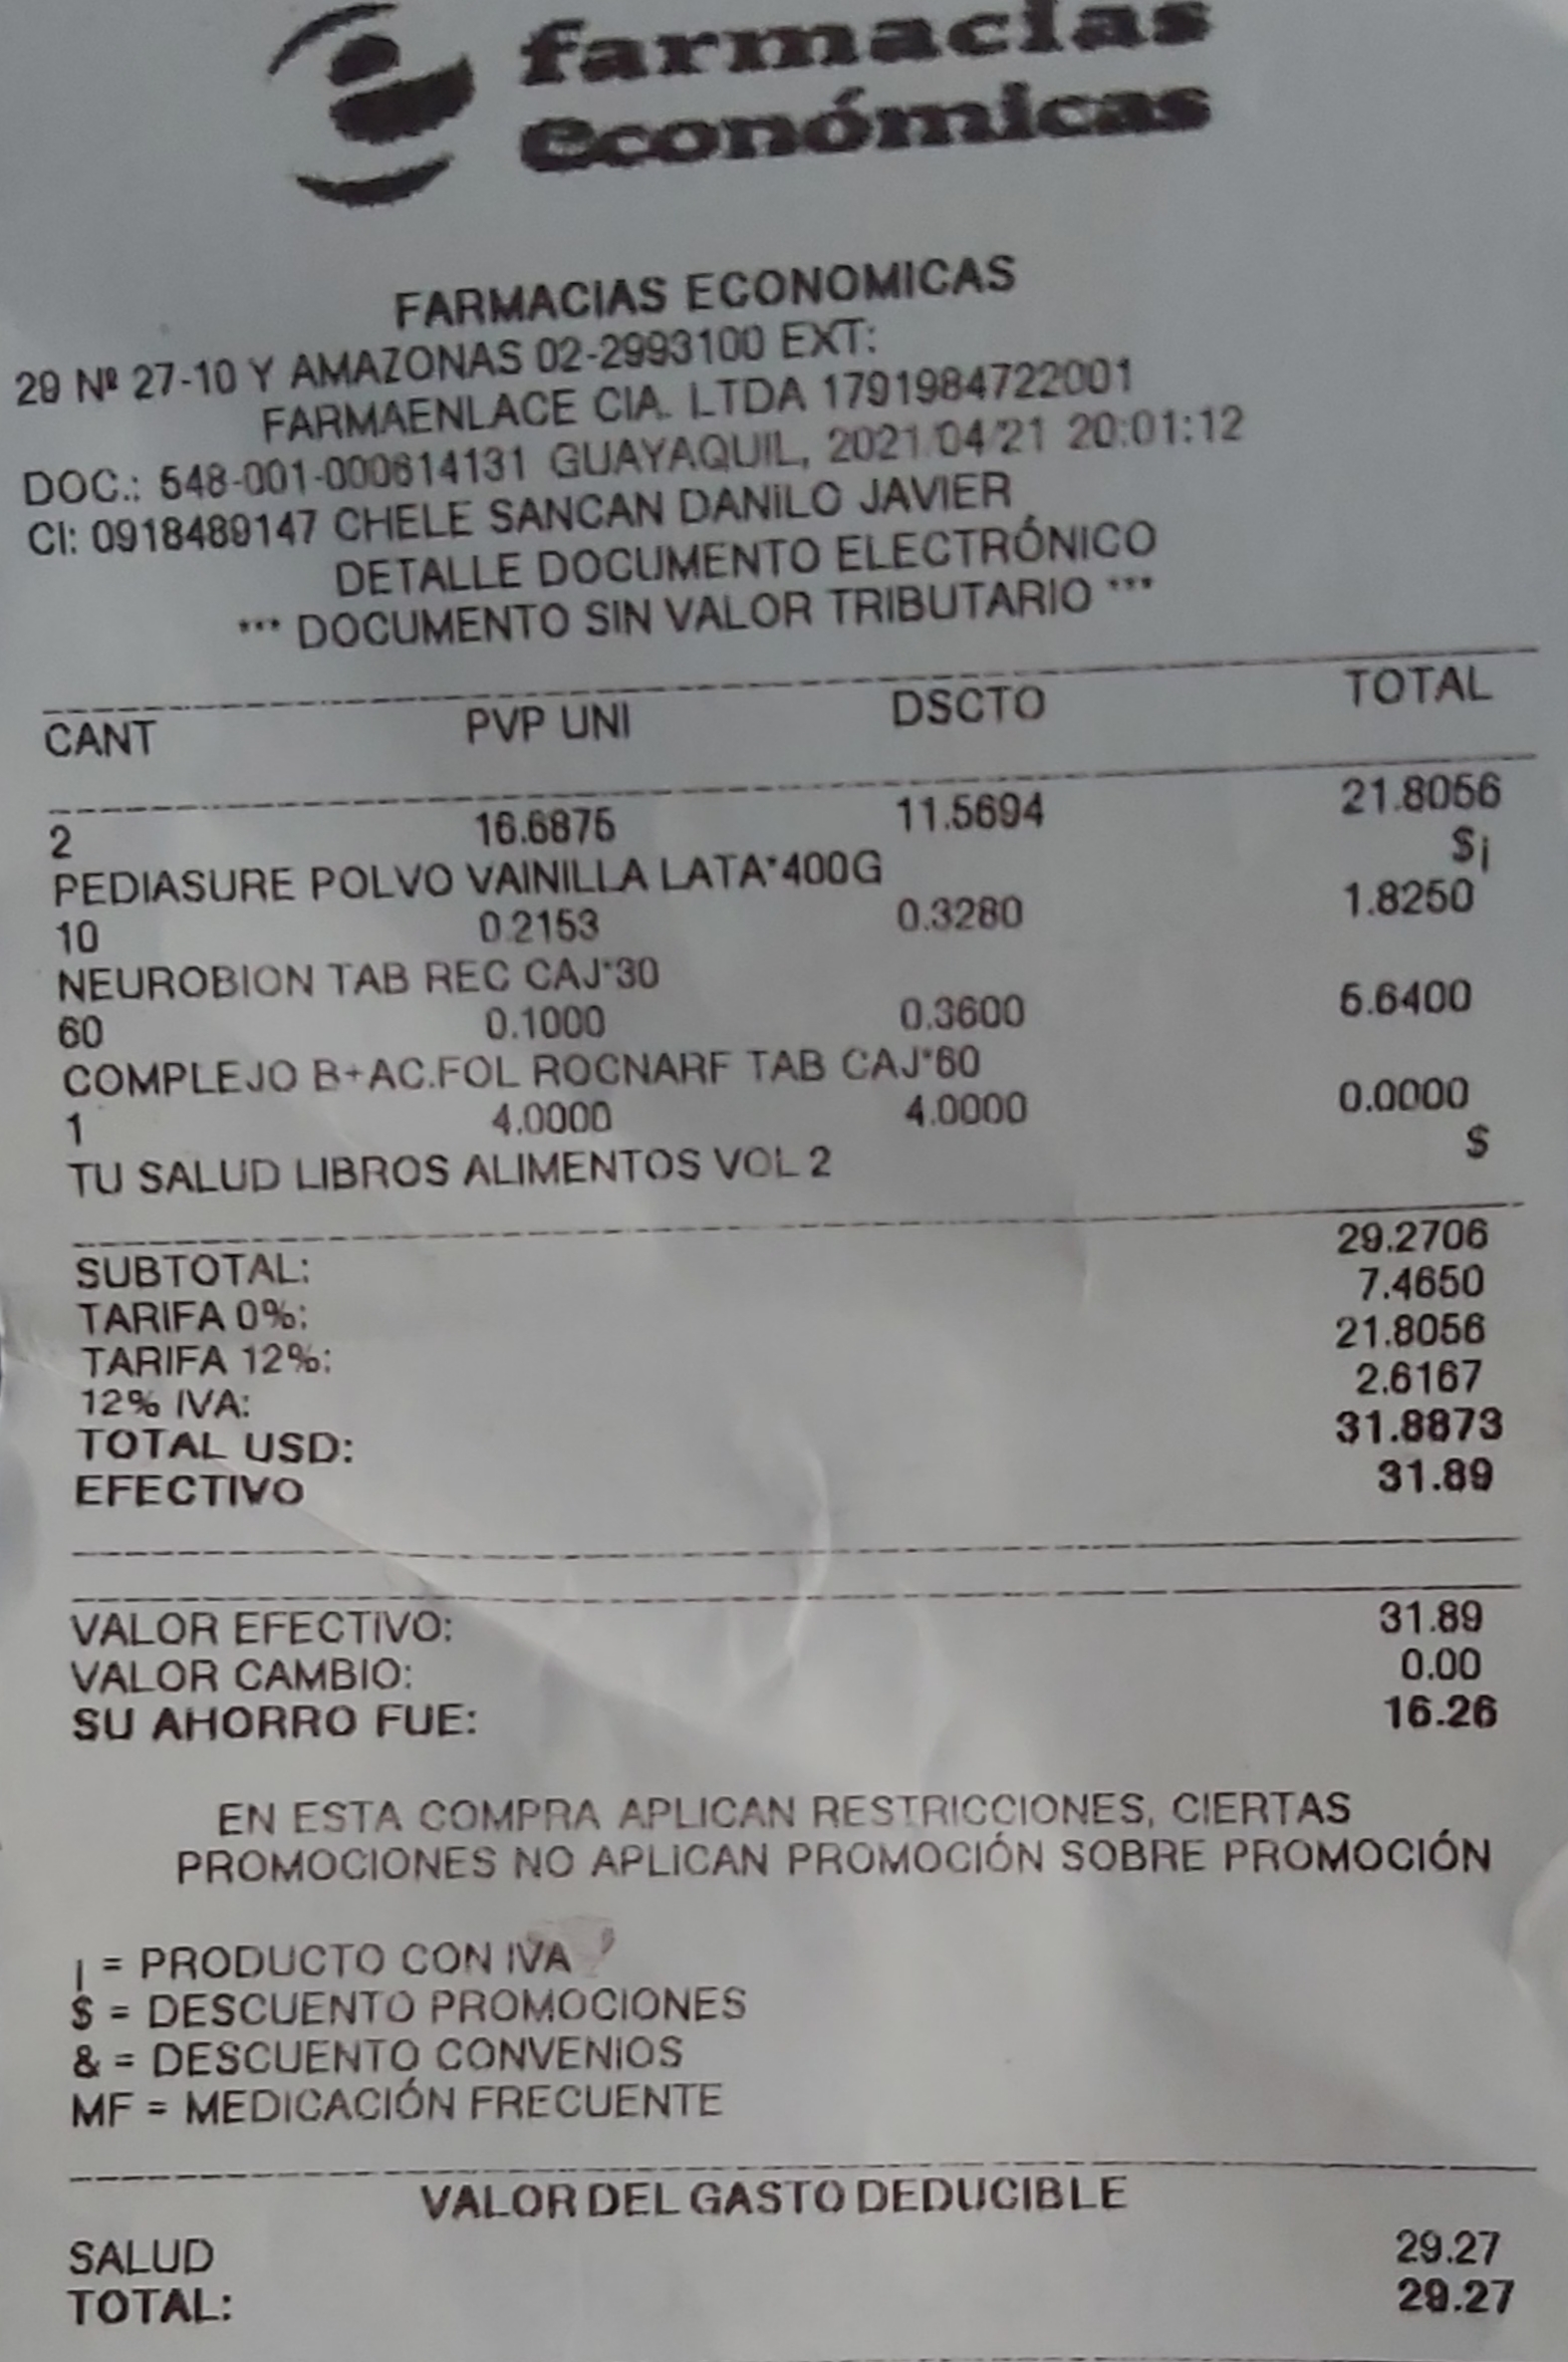 farmacias
económicas
FARMACIAS ECONOMICAS
29 Nº 27-10 Y AMAZONAS 02-2993100 EXT:
FARMAENLACE CIA. LTDA 1791984722001
DOC.: 548-001-000614131 GUAYAQUIL, 2021/04/21 20:01:12
CI: 0918489147 CHELE SANCAN DANILO JAVIER
DETALLE DOCUMENTO ELECTRÓNICO
*** DOCUMENTO SIN VALOR TRIBUTARIO ***
CANT PVP UNI DSCTO TOTAL
2 16.6875 11.5694 21.8056
PEDIASURE POLVO VAINILLA LATA*400G $¡
10 0.2153 0.3280 1.8250
NEUROBION TAB REC CAJ*30
60 0.1000 0.3600 5.6400
COMPLEJO B+AC.FOL ROCNARF TAB CAJ*60
1 4.0000 4.0000 0.0000
TU SALUD LIBROS ALIMENTOS VOL 2 $
SUBTOTAL: 29.2706
TARIFA 0%: 7.4650
TARIFA 12%: 21.8056
12% IVA: 2.6167
TOTAL USD: 31.8873
EFECTIVO 31.89
VALOR EFECTIVO: 31.89
VALOR CAMBIO: 0.00
SU AHORRO FUE: 16.26
EN ESTA COMPRA APLICAN RESTRICCIONES, CIERTAS
PROMOCIONES NO APLICAN PROMOCIÓN SOBRE PROMOCIÓN
¡ = PRODUCTO CON IVA
$ = DESCUENTO PROMOCIONES
& = DESCUENTO CONVENIOS
MF = MEDICACIÓN FRECUENTE
VALOR DEL GASTO DEDUCIBLE
SALUD 29.27
TOTAL: 29.27